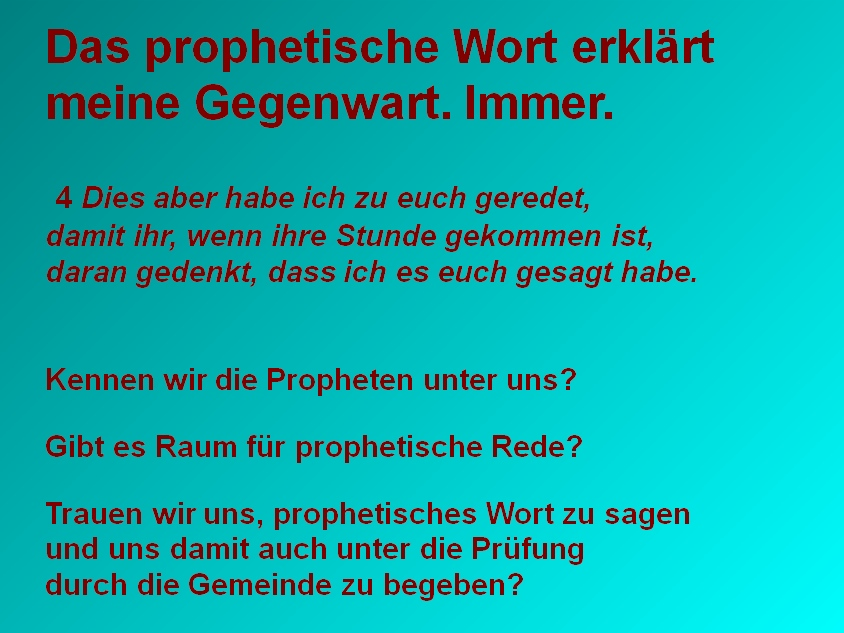 Das prophetische Wort erklärt
meine Gegenwart. Immer.
4 Dies aber habe ich zu euch geredet,
damit ihr, wenn ihre Stunde gekommen ist,
daran gedenkt, dass ich es euch gesagt habe.
Kennen wir die Propheten unter uns?
Gibt es Raum für prophetische Rede?
Trauen wir uns, prophetisches Wort zu sagen
und uns damit auch unter die Prüfung
durch die Gemeinde zu begeben?